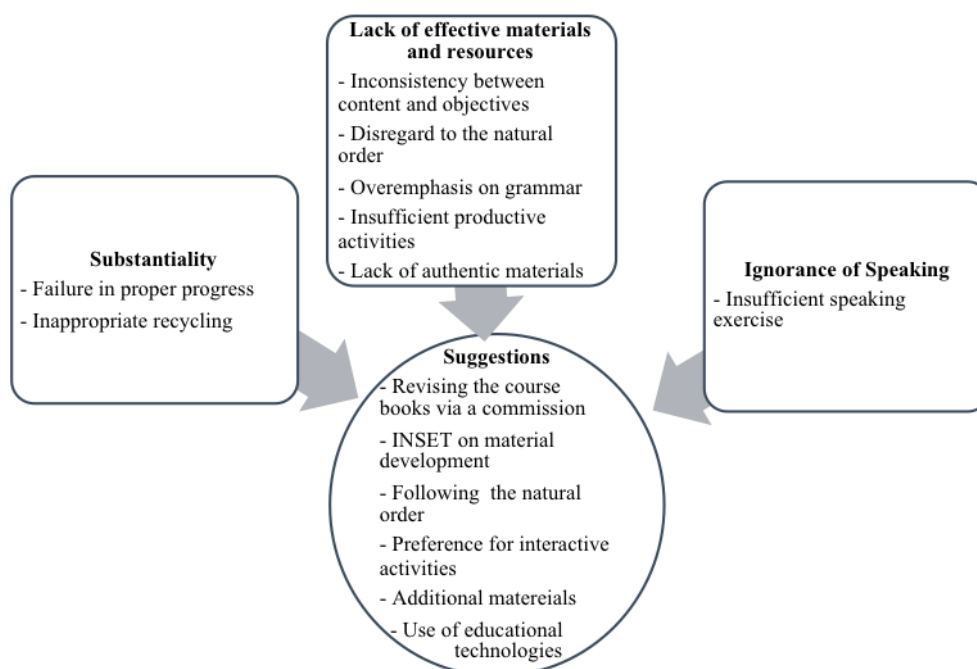 Lack of effective materials
and resources
- Inconsistency between
content and objectives
- Disregard to the natural
order
- Overemphasis on grammar
- Insufficient productive
activities
- Lack of authentic materials
Substantiality
- Failure in proper progress
- Inappropriate recycling
Ignorance of Speaking
- Insufficient speaking
exercise
Suggestions
- Revising the course
books via a commission
- INSET on material
development
- Following the natural
order
- Preference for interactive
activities
- Additional matereials
- Use of educational
technologies